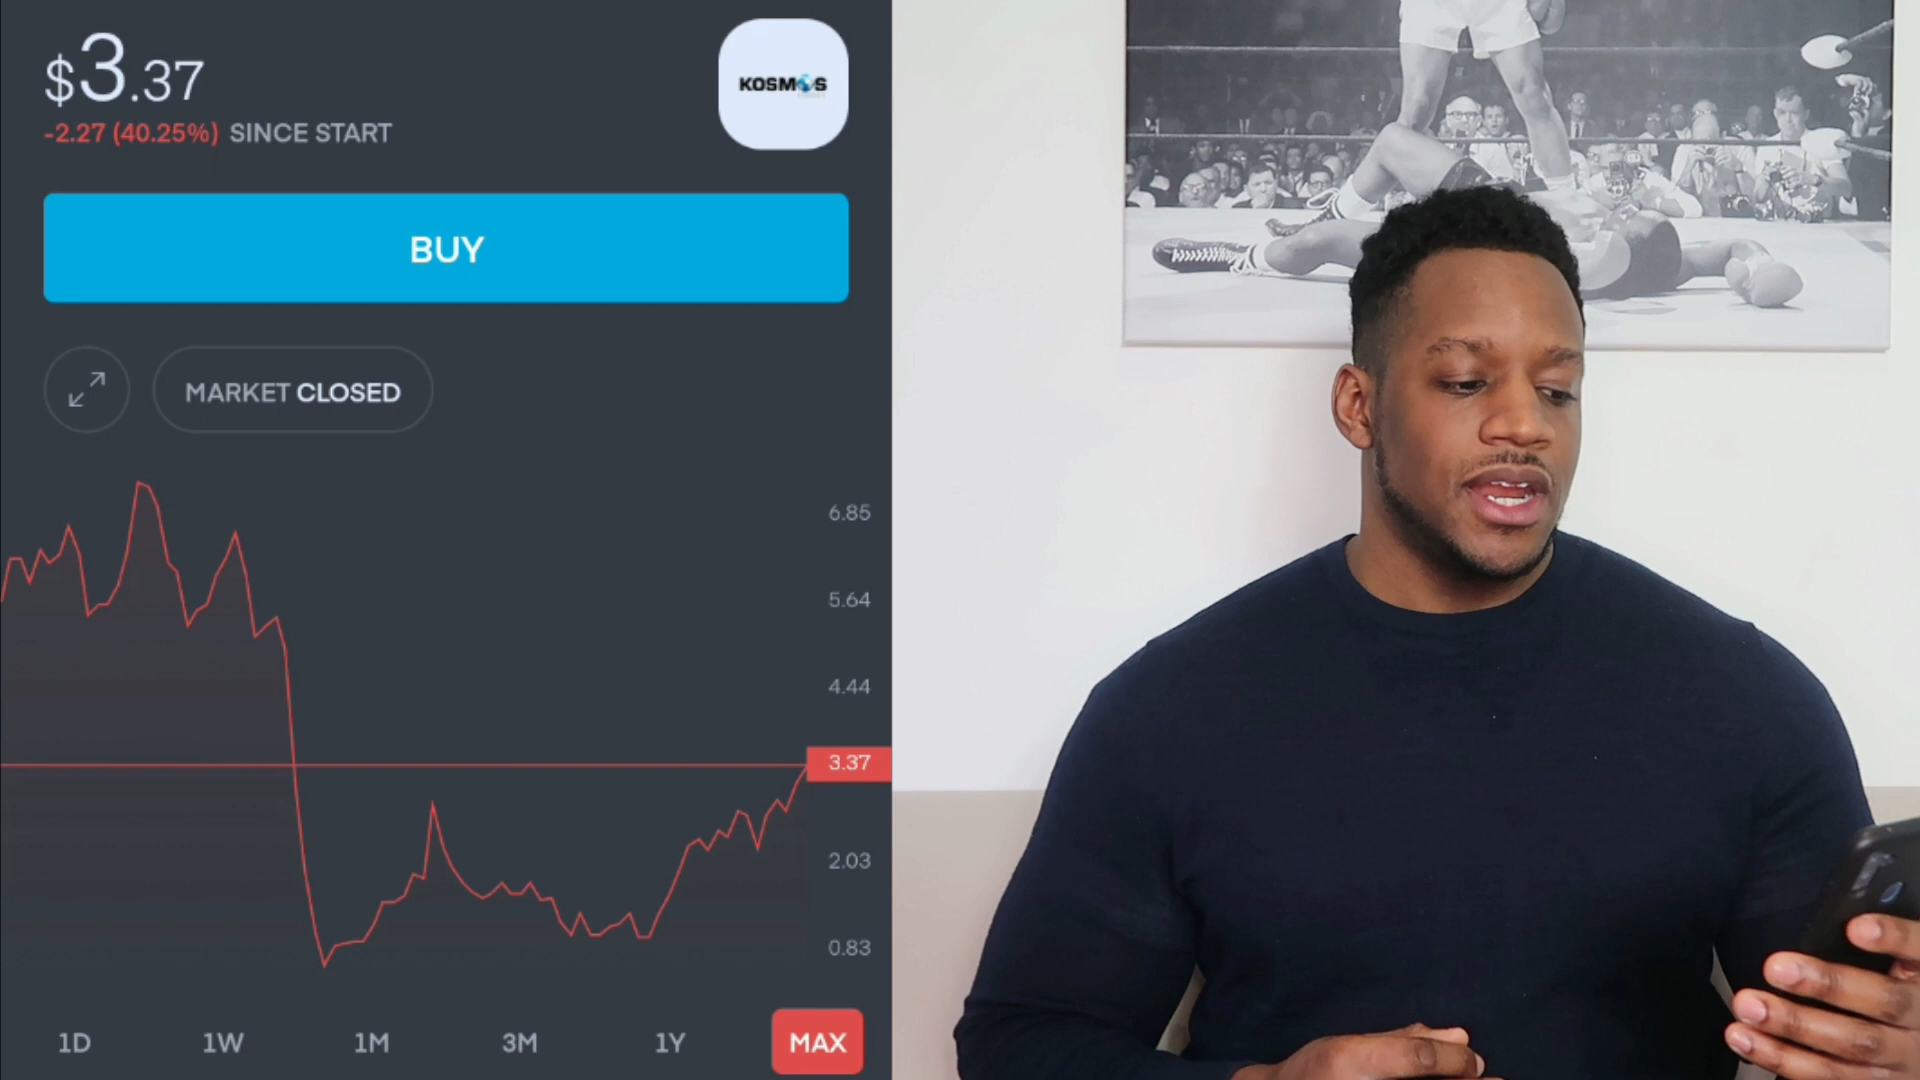 $3.37
KOSMOS
-2.27 (40.25%) SINCE START
BUY
MARKET CLOSED
6.85
5.64
4.44
3.37
2.03
0.83
1D 1W 1M 3M 1Y MAX